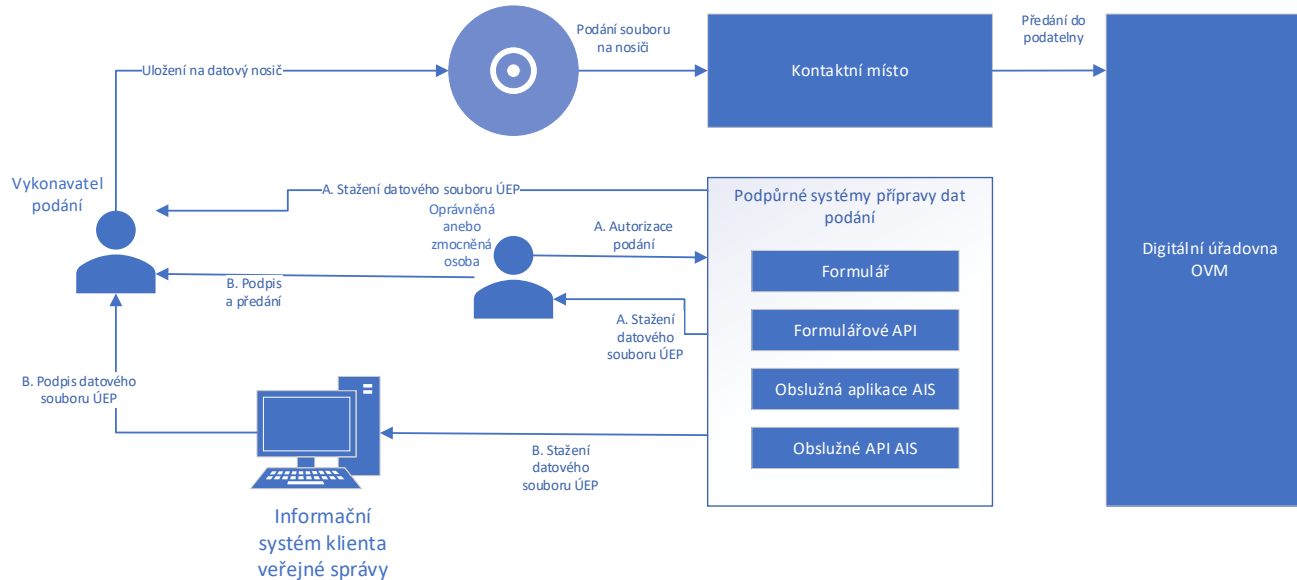 Uložení na datový nosič
Podání souboru
na nosiči
Kontaktní místo
Předání do
podatelny
Digitální úřadovna
OVM
Vykonavatel
podání
A. Stažení datového souboru ÚEP
Oprávněná
anebo
zmocněná
osoba
A. Autorizace
podání
Podpůrné systémy přípravy dat
podání
Formulář
Formulářové API
Obslužná aplikace AIS
Obslužné API AIS
B. Podpis
a předání
A. Stažení
datového
souboru ÚEP
B. Podpis datového
souboru ÚEP
B. Stažení
datového
souboru ÚEP
Informační
systém klienta
veřejné správy